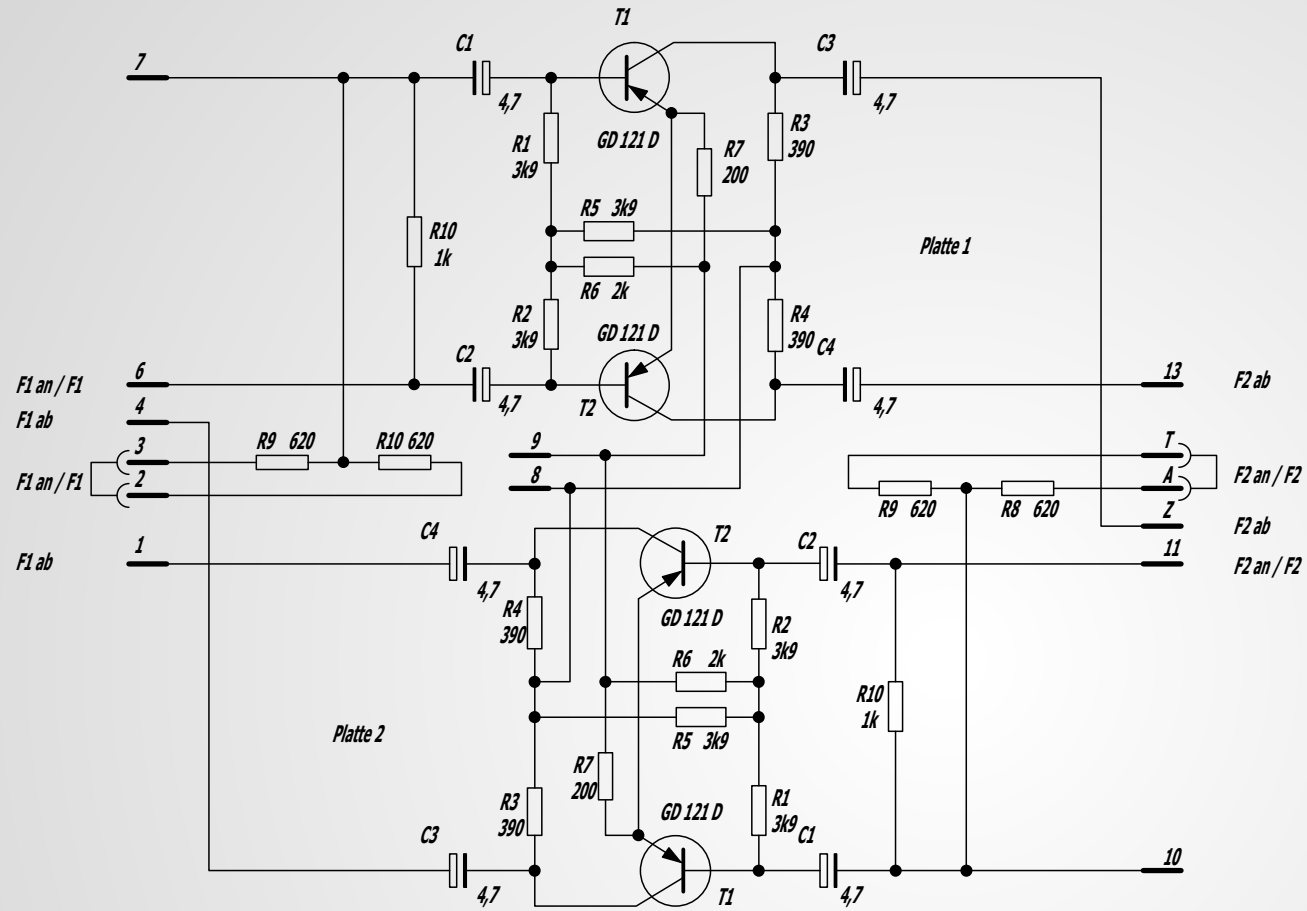 T1
7
C1
4,7
C3
4,7
GD 121 D
R1
3k9
R7
200
R3
390
R5 3k9
R10
1k
Platte 1
R6 2k
R2
3k9
GD 121 D
R4
390
C2
4,7
T2
C4
4,7
F1 an / F1
6
13
F2 ab
F1 ab
4
3
R9 620
R10 620
9
T
F1 an / F1
2
8
R9 620
R8 620
A
F2 an / F2
Z
F2 ab
F1 ab
1
C4
4,7
T2
C2
4,7
11
F2 an / F2
R4
390
GD 121 D
R2
3k9
R6 2k
R10
1k
Platte 2
R5 3k9
R7
200
R3
390
GD 121 D
R1
3k9
C3
4,7
T1
C1
4,7
10